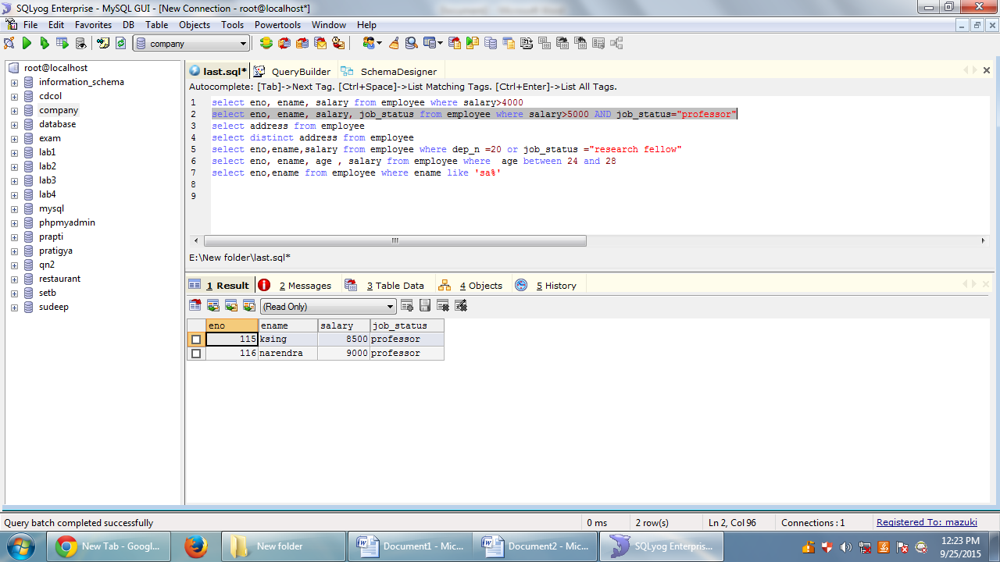 SQLyog Enterprise - MySQL GUI - [New Connection - root@localhost*]
File Edit Favorites DB Table Objects Tools Powertools Window Help
company
root@localhost
information_schema
cdcol
company
database
exam
lab1
lab2
lab3
lab4
mysql
phpmyadmin
prapti
pratigya
qn2
restaurant
setb
sudeep
last.sql* QueryBuilder SchemaDesigner
Autocomplete: [Tab]->Next Tag. [Ctrl+Space]->List Matching Tags. [Ctrl+Enter]->List All Tags.
1 select eno, ename, salary from employee where salary>4000
2 select eno, ename, salary, job_status from employee where salary>5000 AND job_status="professor"
3 select address from employee
4 select distinct address from employee
5 select eno,ename,salary from employee where dep_n =20 or job_status ="research fellow"
6 select eno, ename, age , salary from employee where  age between 24 and 28
7 select eno,ename from employee where ename like 'sa%'
8
9
E:\New folder\last.sql*
1 Result 2 Messages 3 Table Data 4 Objects 5 History
(Read Only)
eno ename salary job_status
115 ksing 8500 professor
116 narendra 9000 professor
Query batch completed successfully 0 ms 2 row(s) Ln 2, Col 96 Connections : 1 Registered To: mazuki
New Tab - Googl... New folder Document1 - Mic... Document2 - Mic... SQLyog Enterpris...
12:23 PM
9/25/2015